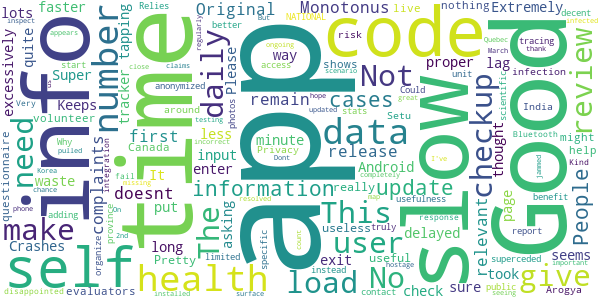 info
time
app
code
slow
Good
self
health
data
need
number
daily
Not
checkup
review
give
load
user
No
This
The
make
information
update
cases
release
remain
People
Original
Monotonus
Extremely
faster
tapping
Relies
lots
excessively
quite
Super
tracker
Keeps
volunteer
questionnaire
complaints
waste
Crashes
evaluators
disappointed
organize
adding
Why
pulled
Korea
chance
integration
phone
Very
inspect
appears
start
close
claims
province
On
2nd
fail
missing
installed
It
put
long
Pretty
limited
specific
count
surface
asking
enter
input
less
first
Canada
doesnt
around
testing
incorrect
photos
regularly
access
ongoing
scenario
way
better
But
NATIONAL
Please
anonymized
shows
risk
live
nothing
decent
minute
Privacy
Dont
updated
hope
stats
great
Could
Setu
Android
really
usefulness
completely
map
resolved
useless
truly
exit
useful
instead
hostage
contact
check
response
I've
delayed
took
sure
superceded
public
seeing
relevant
page
lag
proper
unit
March
Quebec
tracing
thank
infected
infection
thought
India
Bluetooth
jammed
scientific
might
help
Kind
benefit
report
seems
important
Arogya